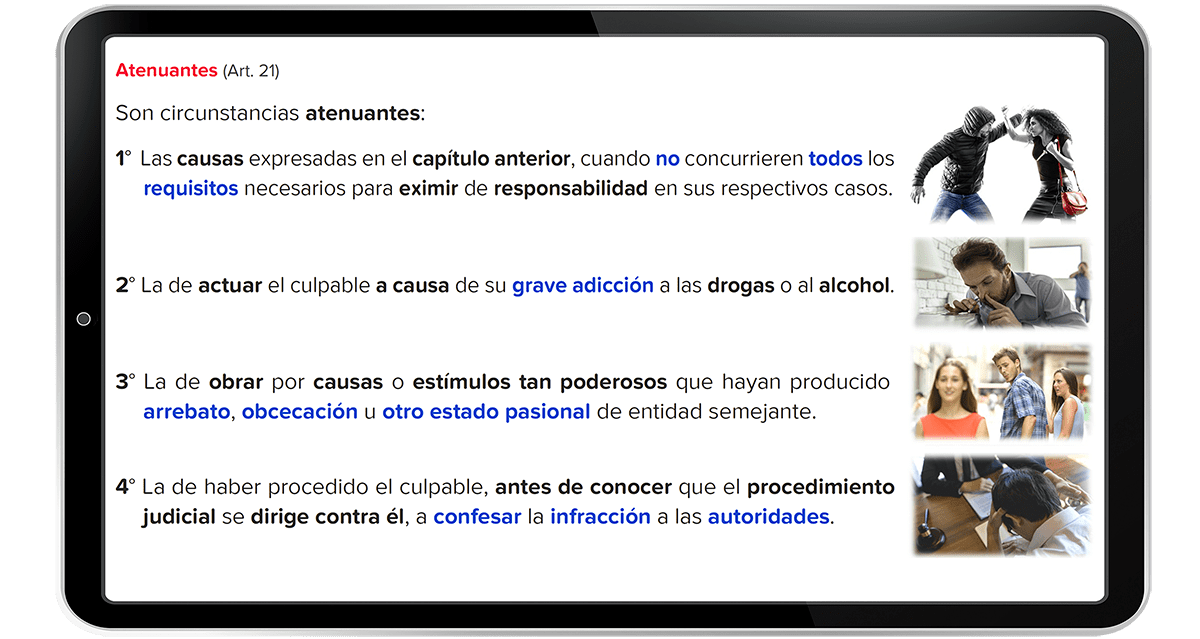 Atenuantes (Art. 21)
Son circunstancias atenuantes:
1° Las causas expresadas en el capítulo anterior, cuando no concurrieren todos los
requisitos necesarios para eximir de responsabilidad en sus respectivos casos.
2° La de actuar el culpable a causa de su grave adicción a las drogas o al alcohol.
3° La de obrar por causas o estímulos tan poderosos que hayan producido
arrebato, obcecación u otro estado pasional de entidad semejante.
4° La de haber procedido el culpable, antes de conocer que el procedimiento
judicial se dirige contra él, a confesar la infracción a las autoridades.